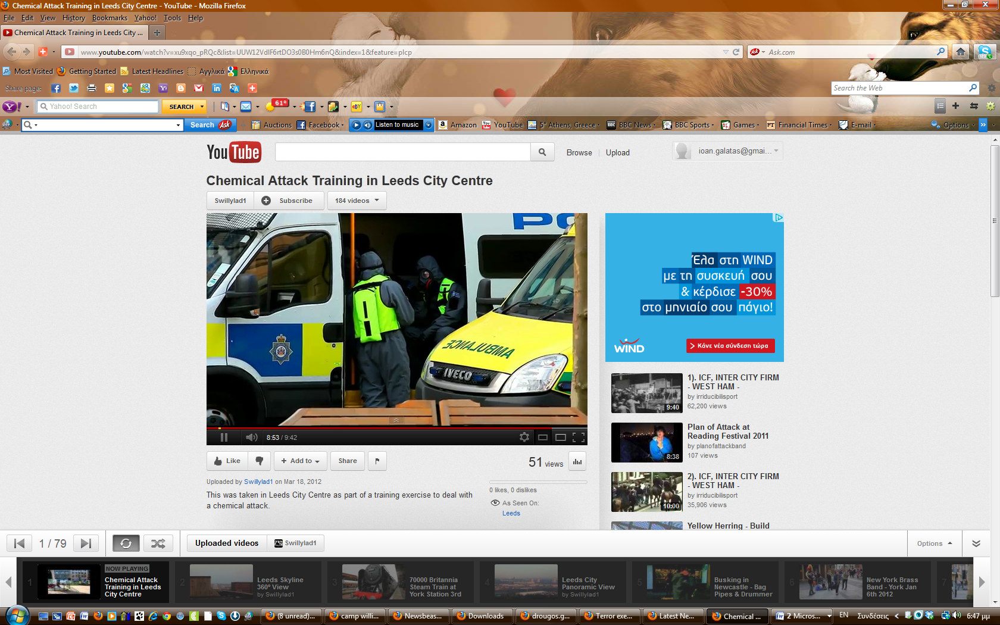 Chemical Attack Training in Leeds City Centre - YouTube - Mozilla Firefox
File Edit View History Bookmarks Yahoo! Tools Help
Chemical Attack Training in Leeds City ...
www.youtube.com/watch?v=xu9xqo_pRQc&list=UUW12VdIF6rtDO3s0B0Hm6nQ&index=1&feature=plcp
Ask Ask.com
Most Visited Getting Started Latest Headlines Αγγλικά Ελληνικά
Share page:
Search the Web
Y! Yahoo! Search SEARCH 61° ebY
Search Ask Auctions Facebook Listen to music Amazon YouTube 5° Athens, Greece BBC News BBC Sports Games Financial Times E-mail Options
YouTube
Browse Upload ioan.galatas@gmai...
Chemical Attack Training in Leeds City Centre
Swillylad1 Subscribe 184 videos
PO
AMBULANCE
IVECO
8:53 / 9:42
Like Add to Share
51 views
Uploaded by Swillylad1 on Mar 18, 2012
This was taken in Leeds City Centre as part of a training exercise to deal with
a chemical attack.
0 likes, 0 dislikes
As Seen On:
Leeds
Έλα στη WIND
με τη συσκευή σου
& κέρδισε -30%
στο μηνιαίο σου πάγιο!
WIND
> Κάνε νέα σύνδεση τώρα
1). ICF, INTER CITY FIRM
- WEST HAM -
by irriducibilisport
62,200 views
9:40
Plan of Attack at
Reading Festival 2011
by planofattackband
107 views
8:38
2). ICF, INTER CITY FIRM
- WEST HAM -
by irriducibilisport
35,906 views
10:00
Yellow Herring - Build
1 / 79
Uploaded videos Swillylad1
Options
1
NOW PLAYING
Chemical Attack
Training in Leeds
City Centre
2
Leeds Skyline
360° View
by Swillylad1
3
70000 Britannia
Steam Train at
York Station 3rd
4
Leeds City
Panoramic View
by Swillylad1
5
Busking in
Newcastle - Bag
Pipes & Drummer
6
New York Brass
Band - York Jan
6th 2012
7
(8 unread)... camp willi... Newsbeas... Downloads drougos.g... Terror exe... Latest Ne... Chemical ... 2 Micros... EN Συνδέσεις 6:47 μμ